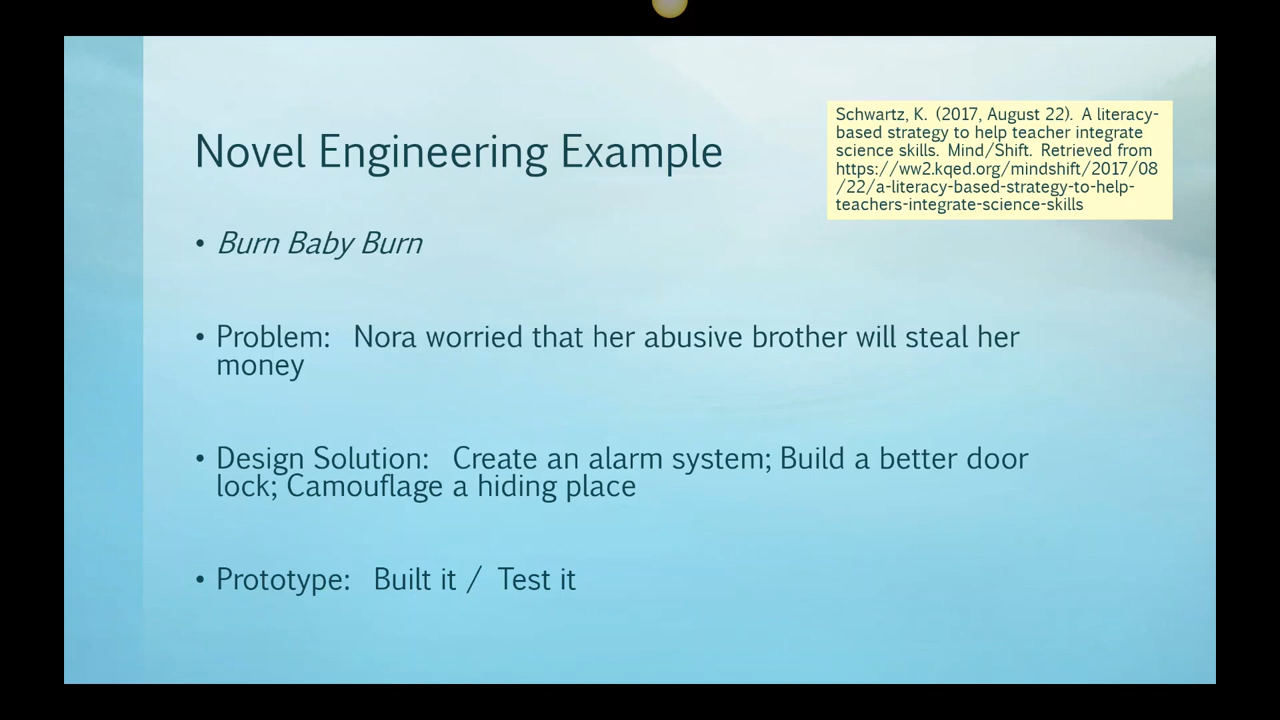 Novel Engineering Example
Schwartz, K. (2017, August 22). A literacy-
based strategy to help teacher integrate
science skills. Mind/Shift. Retrieved from
https://ww2.kqed.org/mindshift/2017/08
/22/a-literacy-based-strategy-to-help-
teachers-integrate-science-skills
• Burn Baby Burn
• Problem: Nora worried that her abusive brother will steal her
money
• Design Solution: Create an alarm system; Build a better door
lock; Camouflage a hiding place
• Prototype: Built it / Test it